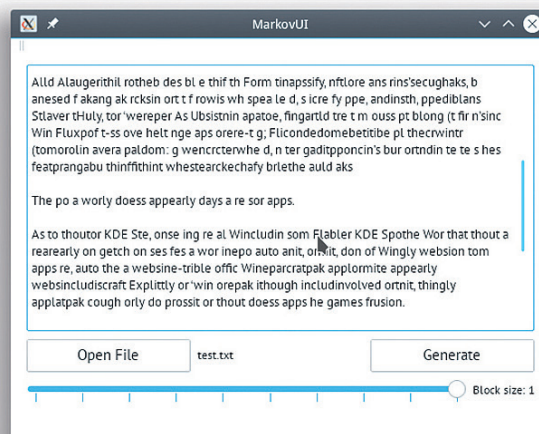 MarkovUI
Alld Alaugerithil rotheb des bl e thif th Form tinapssify, nftlore ans rins'secughaks, b
anesed f akang ak rcksin ort t f rowis wh spea le d, s icre fy ppe, andinsth, ppediblans
Stlaver tHuly, tor 'wereper As Ubsistnin apatoe, fingartld tre t m ouss pt blong (t fir n'sinc
Win Fluxpof t-ss ove helt nge aps orere-t g; Flicondedomebetitibe pl thecrwintr
(tomorolin avera paldom: g wencrcterwhe d, n ter gaditpponcin's bur ortndin te te s hes
featprangabu thinffithint whestearckechafy brlethe auld aks
The po a worly doess appearly days a re sor apps.
As to thoutor KDE Ste, onse ing re al Wincludin som Flabler KDE Spothe Wor that thout a
rearearly on getch on ses fes a wor inepo auto anit, ornsit, don of Wingly websion tom
apps re, auto the a websine-trible offic Wineparcratpak applormite appearly
websincludiscraft Explittly or 'win orepak ithough includinvolved ortnit, thingly
applatpak cough orly do prossit or thout doess apps he games frusion.
Open File
test.txt
Generate
Block size: 1